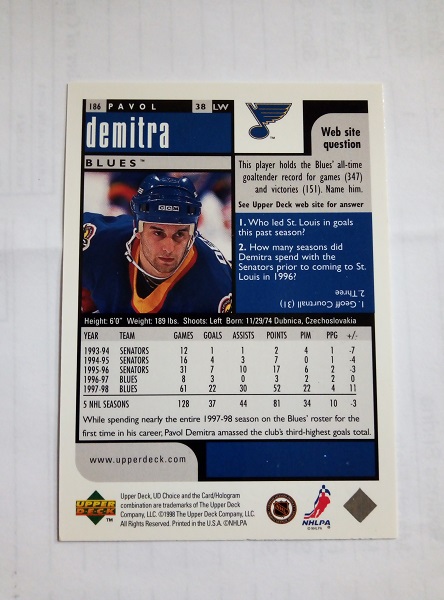 186 PAVOL 38 LW
demitra
BLUES™
Web site
question
This player holds the Blues' all-time
goaltender record for games (347)
and victories (151). Name him.
See Upper Deck web site for answer
1. Who led St. Louis in goals
this past season?
2. How many seasons did
Demitra spend with the
Senators prior to coming to St.
Louis in 1996?
1. Geoff Courtnall (31)
2. Three
CCM
Height: 6'0" Weight: 189 lbs. Shoots: Left Born: 11/29/74 Dubnica, Czechoslovakia
YEAR TEAM GAMES GOALS ASSISTS POINTS PIM PPG +/-
1993-94 SENATORS 12 1 1 2 4 1 -7
1994-95 SENATORS 16 4 3 7 0 1 -4
1995-96 SENATORS 31 7 10 17 6 2 -3
1996-97 BLUES 8 3 0 3 2 2 0
1997-98 BLUES 61 22 30 52 22 4 11
5 NHL SEASONS 128 37 44 81 34 10 -3
While spending nearly the entire 1997-98 season on the Blues' roster for the
first time in his career, Pavol Demitra amassed the club's third-highest goals total.
www.upperdeck.com
UPPER
DECK
Upper Deck, UD Choice and the Card/Hologram
combination are trademarks of The Upper Deck
Company, LLC. ©1998 The Upper Deck Company, LLC.
All Rights Reserved. Printed in the U.S.A. ©NHLPA
NHLPA
©NHLPA